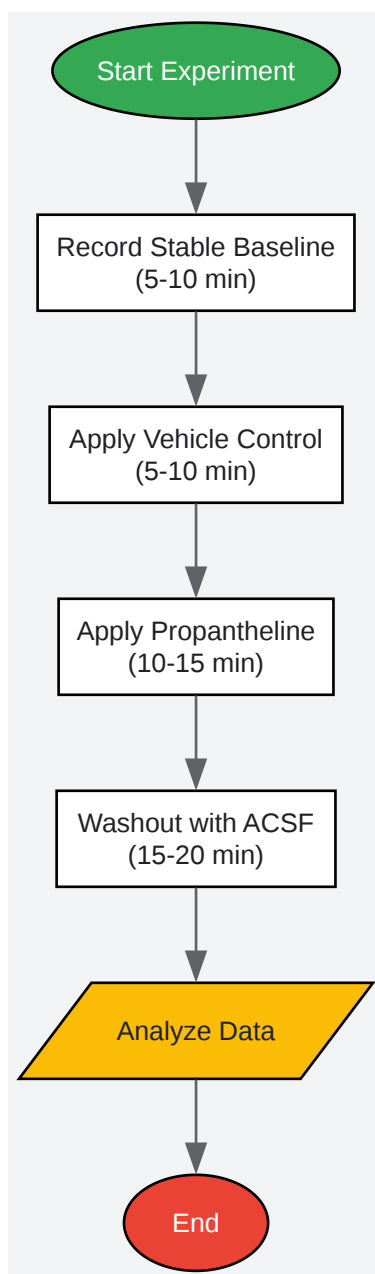 Start Experiment
Record Stable Baseline
(5-10 min)
Apply Vehicle Control
(5-10 min)
Apply Propantheline
(10-15 min)
Washout with ACSF
(15-20 min)
Analyze Data
End